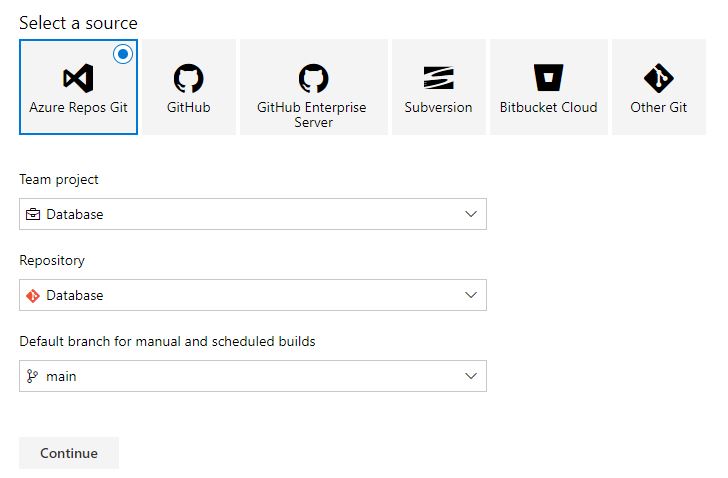 Select a source
Azure Repos Git
GitHub
GitHub Enterprise
Server
Subversion
Bitbucket Cloud
Other Git
Team project
Database
Repository
Database
Default branch for manual and scheduled builds
main
Continue